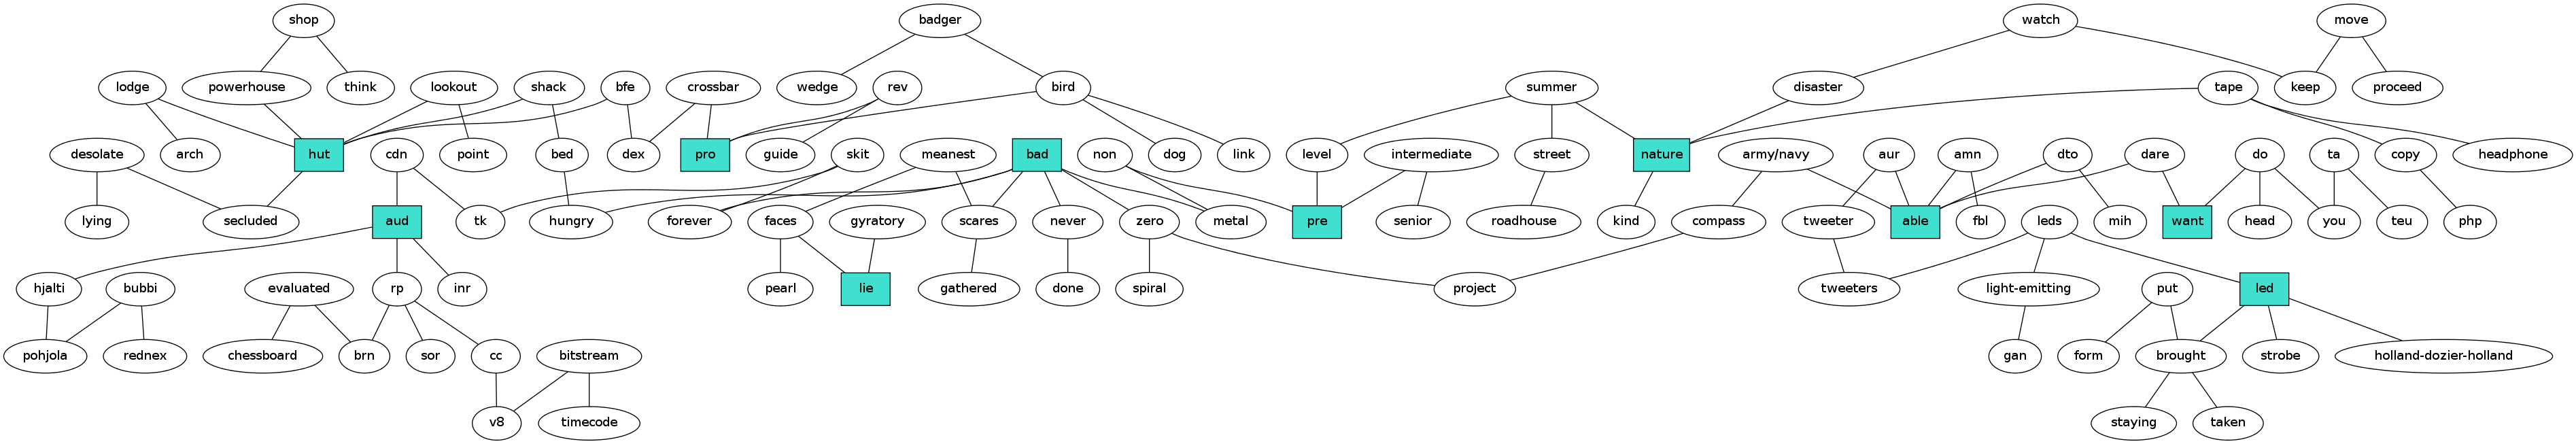 shop badger watch move
lodge powerhouse think lookout shack bfe crossbar wedge rev bird summer disaster tape keep proceed
desolate arch hut cdn point bed dex pro guide skit meanest bad non dog link level intermediate street nature army/navy aur amn dto dare do ta copy headphone
lying secluded aud tk hungry forever faces gyratory scares never zero metal pre senior roadhouse kind compass tweeter able fbl leds mih want head you teu php
hjalti bubbi evaluated rp inr pearl lie gathered done spiral project tweeters light-emitting put led
pohjola rednex chessboard brn sor cc bitstream gan form brought strobe holland-dozier-holland
v8 timecode staying taken